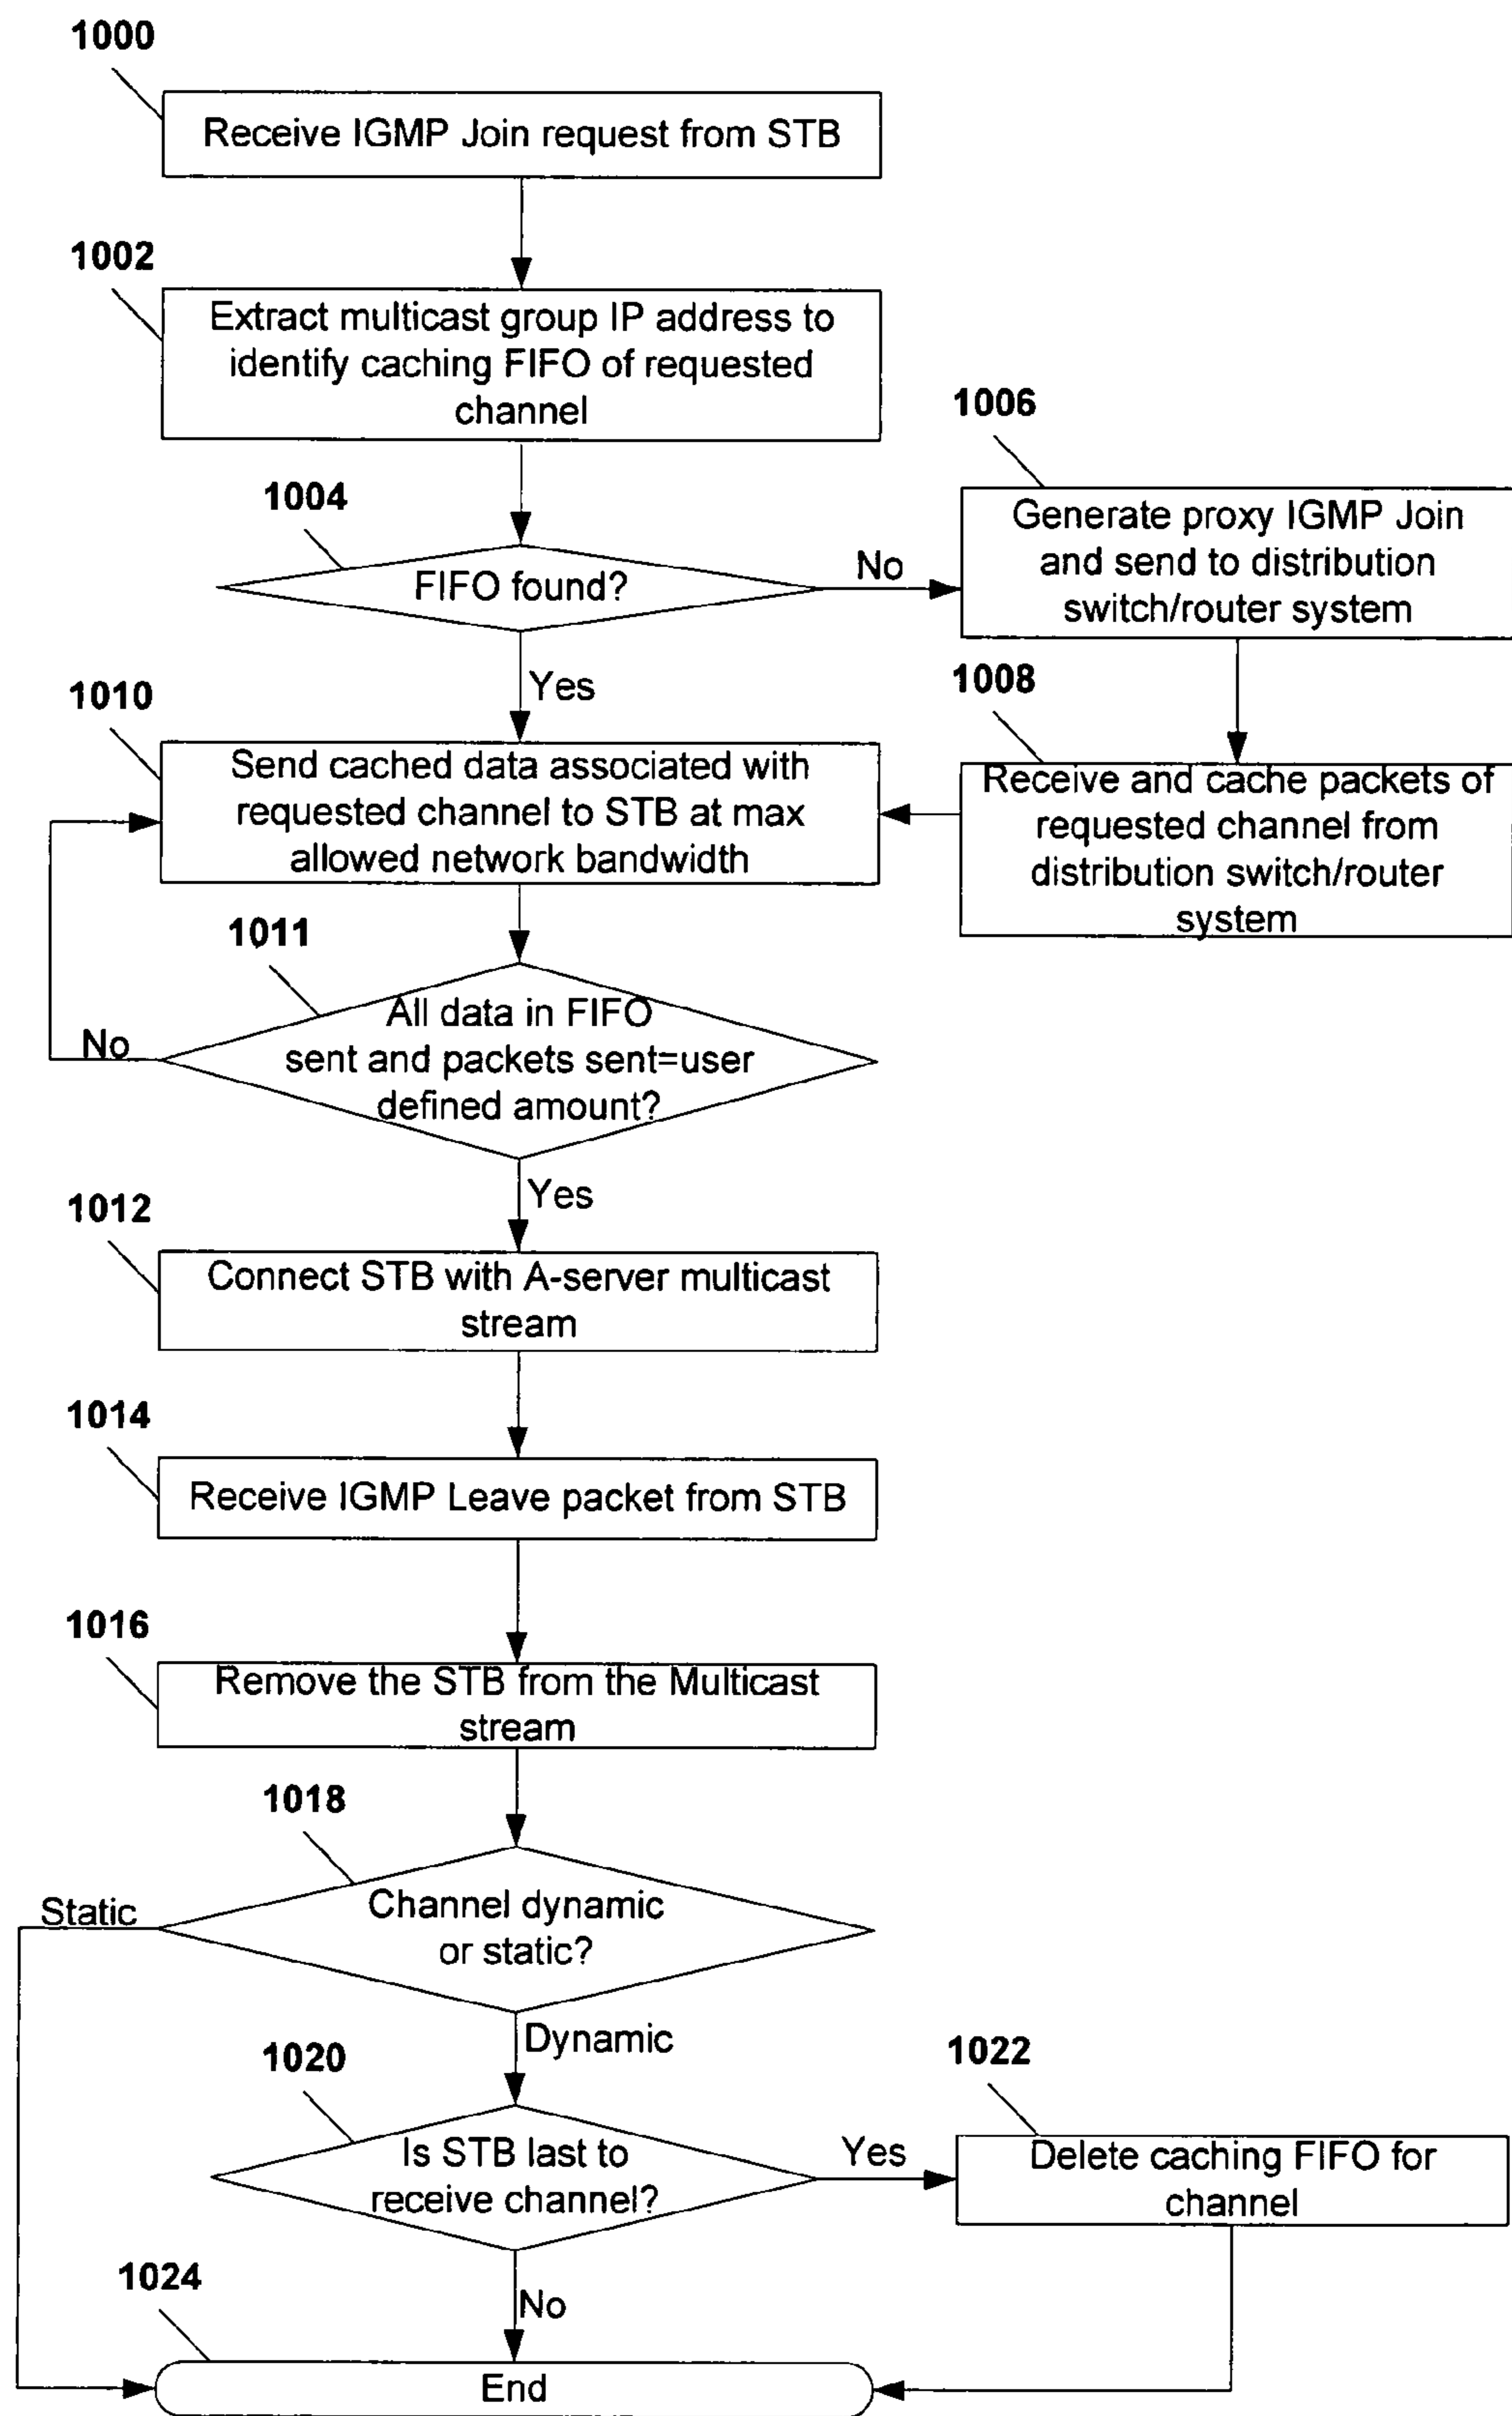 1000
Receive IGMP Join request from STB
1002
Extract multicast group IP address to
identify caching FIFO of requested
channel
1004
FIFO found?
No
1006
Generate proxy IGMP Join
and send to distribution
switch/router system
Yes
1008
Receive and cache packets of
requested channel from
distribution switch/router
system
1010
Send cached data associated with
requested channel to STB at max
allowed network bandwidth
1011
All data in FIFO
sent and packets sent=user
defined amount?
No
Yes
1012
Connect STB with A-server multicast
stream
1014
Receive IGMP Leave packet from STB
1016
Remove the STB from the Multicast
stream
1018
Channel dynamic
or static?
Static
Dynamic
1020
Is STB last to
receive channel?
Yes
1022
Delete caching FIFO for
channel
No
1024
End